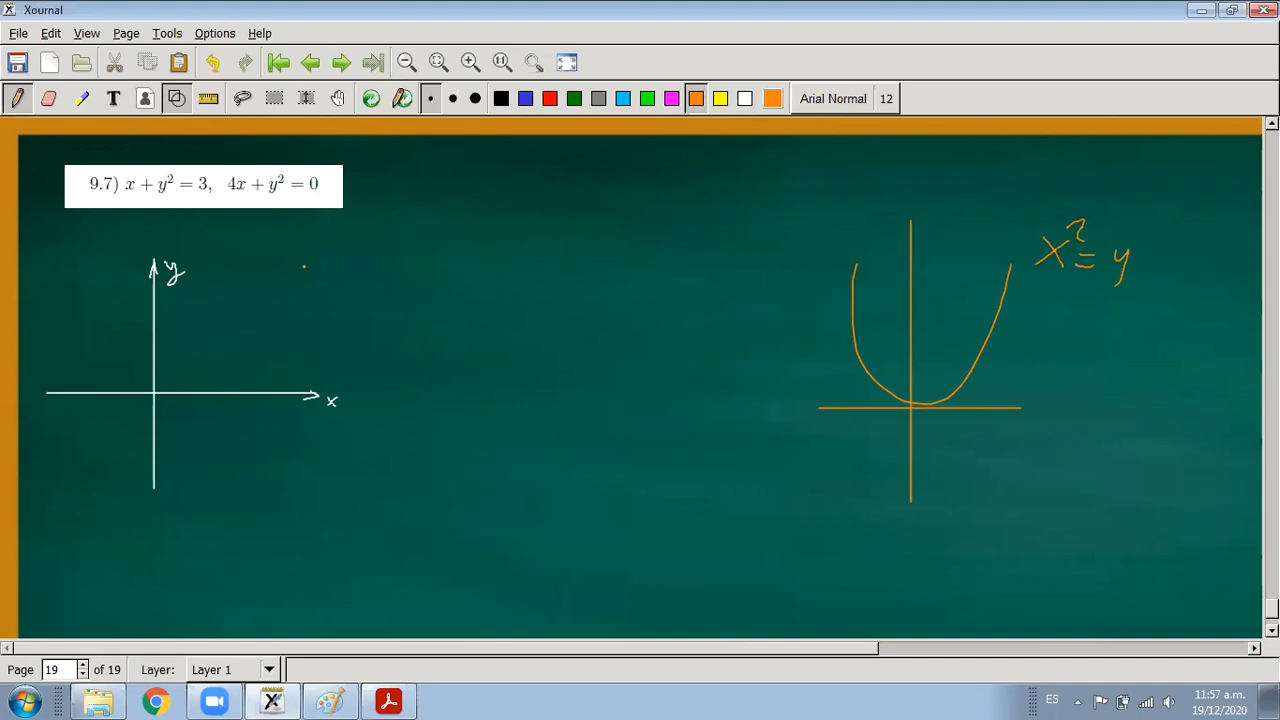 Xournal
File Edit View Page Tools Options Help
Arial Normal 12
9.7) x + y² = 3, 4x + y² = 0
y
x
x² = y
Page 19 of 19 Layer: Layer 1
ES 11:57 a.m.
19/12/2020